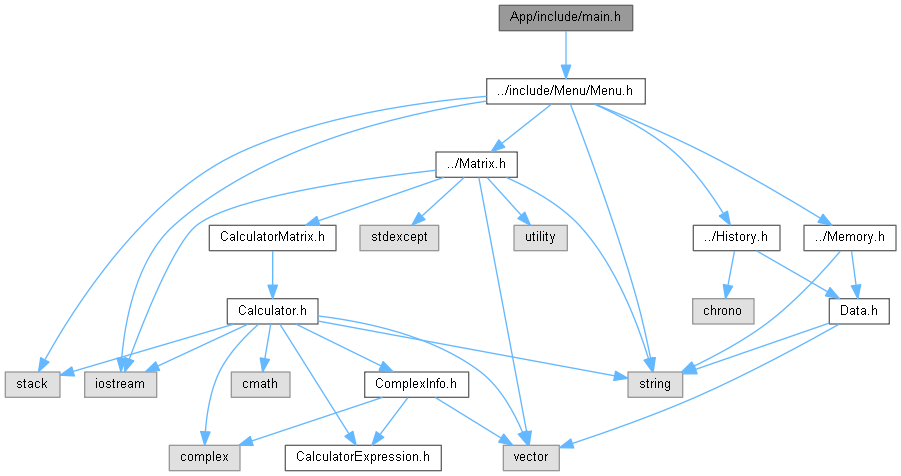 App/include/main.h
../include/Menu/Menu.h
../Matrix.h
CalculatorMatrix.h
stdexcept
utility
../History.h
../Memory.h
Calculator.h
chrono
Data.h
stack
iostream
cmath
ComplexInfo.h
string
complex
CalculatorExpression.h
vector